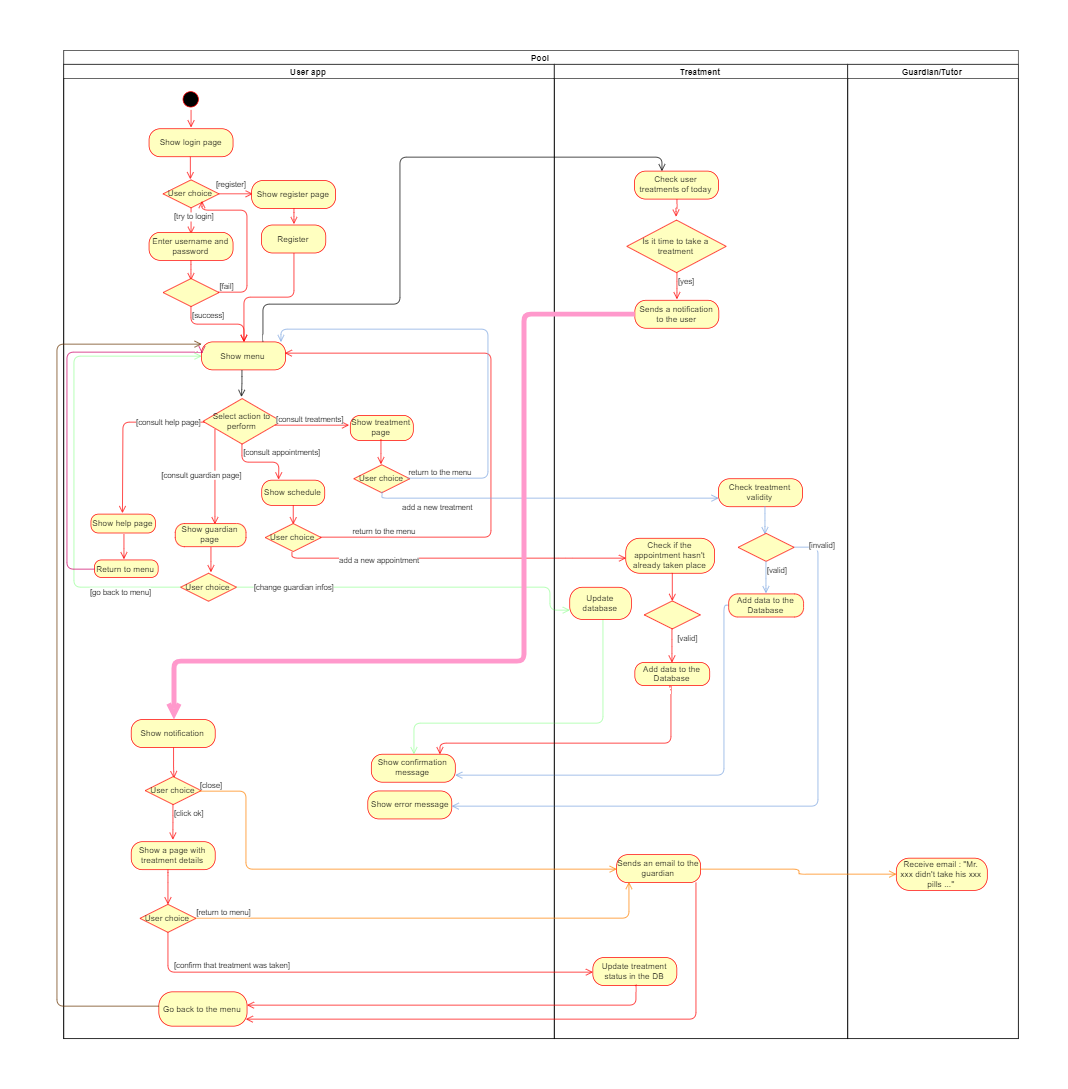 Pool
User app
Treatment
Guardian/Tutor
Show login page
User choice
[register]
Show register page
[try to login]
Enter username and
password
Register
[fail]
[success]
Check user
treatments of today
Is it time to take a
treatment
[yes]
Sends a notification
to the user
Show menu
Select action to
perform
[consult help page]
[consult treatments]
Show treatment
page
[consult appointments]
[consult guardian page]
User choice
return to the menu
Show schedule
add a new treatment
Check treatment
validity
Show help page
Show guardian
page
User choice
return to the menu
[invalid]
Check if the
appointment hasn't
already taken place
add a new appointment
Return to menu
[valid]
User choice
[go back to menu]
[change guardian infos]
Update
database
Add data to the
Database
[valid]
Add data to the
Database
Show notification
Show confirmation
message
User choice
[close]
Show error message
[click ok]
Show a page with
treatment details
Sends an email to the
guardian
Receive email : "Mr.
xxx didn't take his xxx
pills ..."
User choice
[return to menu]
[confirm that treatment was taken]
Update treatment
status in the DB
Go back to the menu